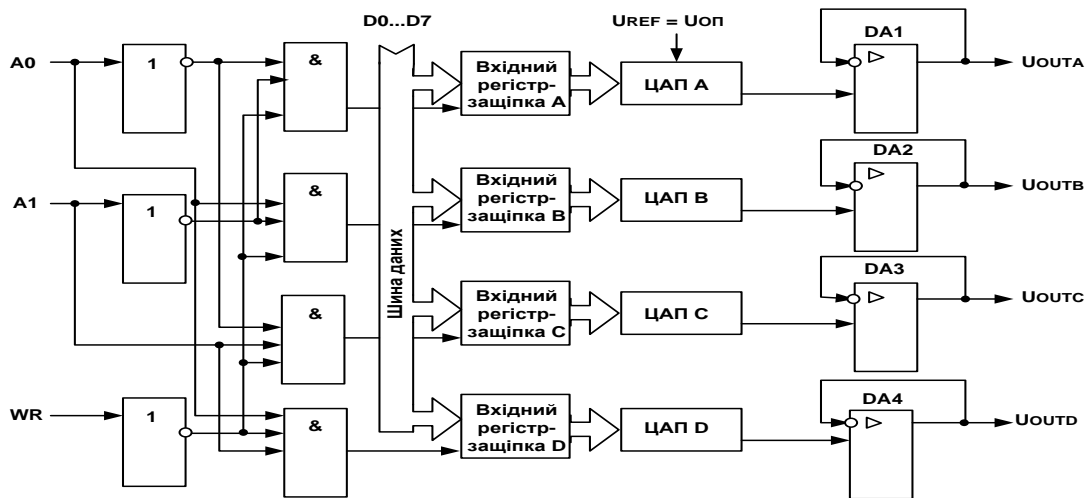 D0...D7
UREF = UОП
DA1
A0
1
&
Вхідний
регістр-
защіпка A
ЦАП A
UOUTA
DA2
A1
1
&
Вхідний
регістр-
защіпка B
ЦАП B
UOUTB
Шина даних
DA3
&
Вхідний
регістр-
защіпка C
ЦАП C
UOUTC
DA4
WR
1
&
Вхідний
регістр-
защіпка D
ЦАП D
UOUTD